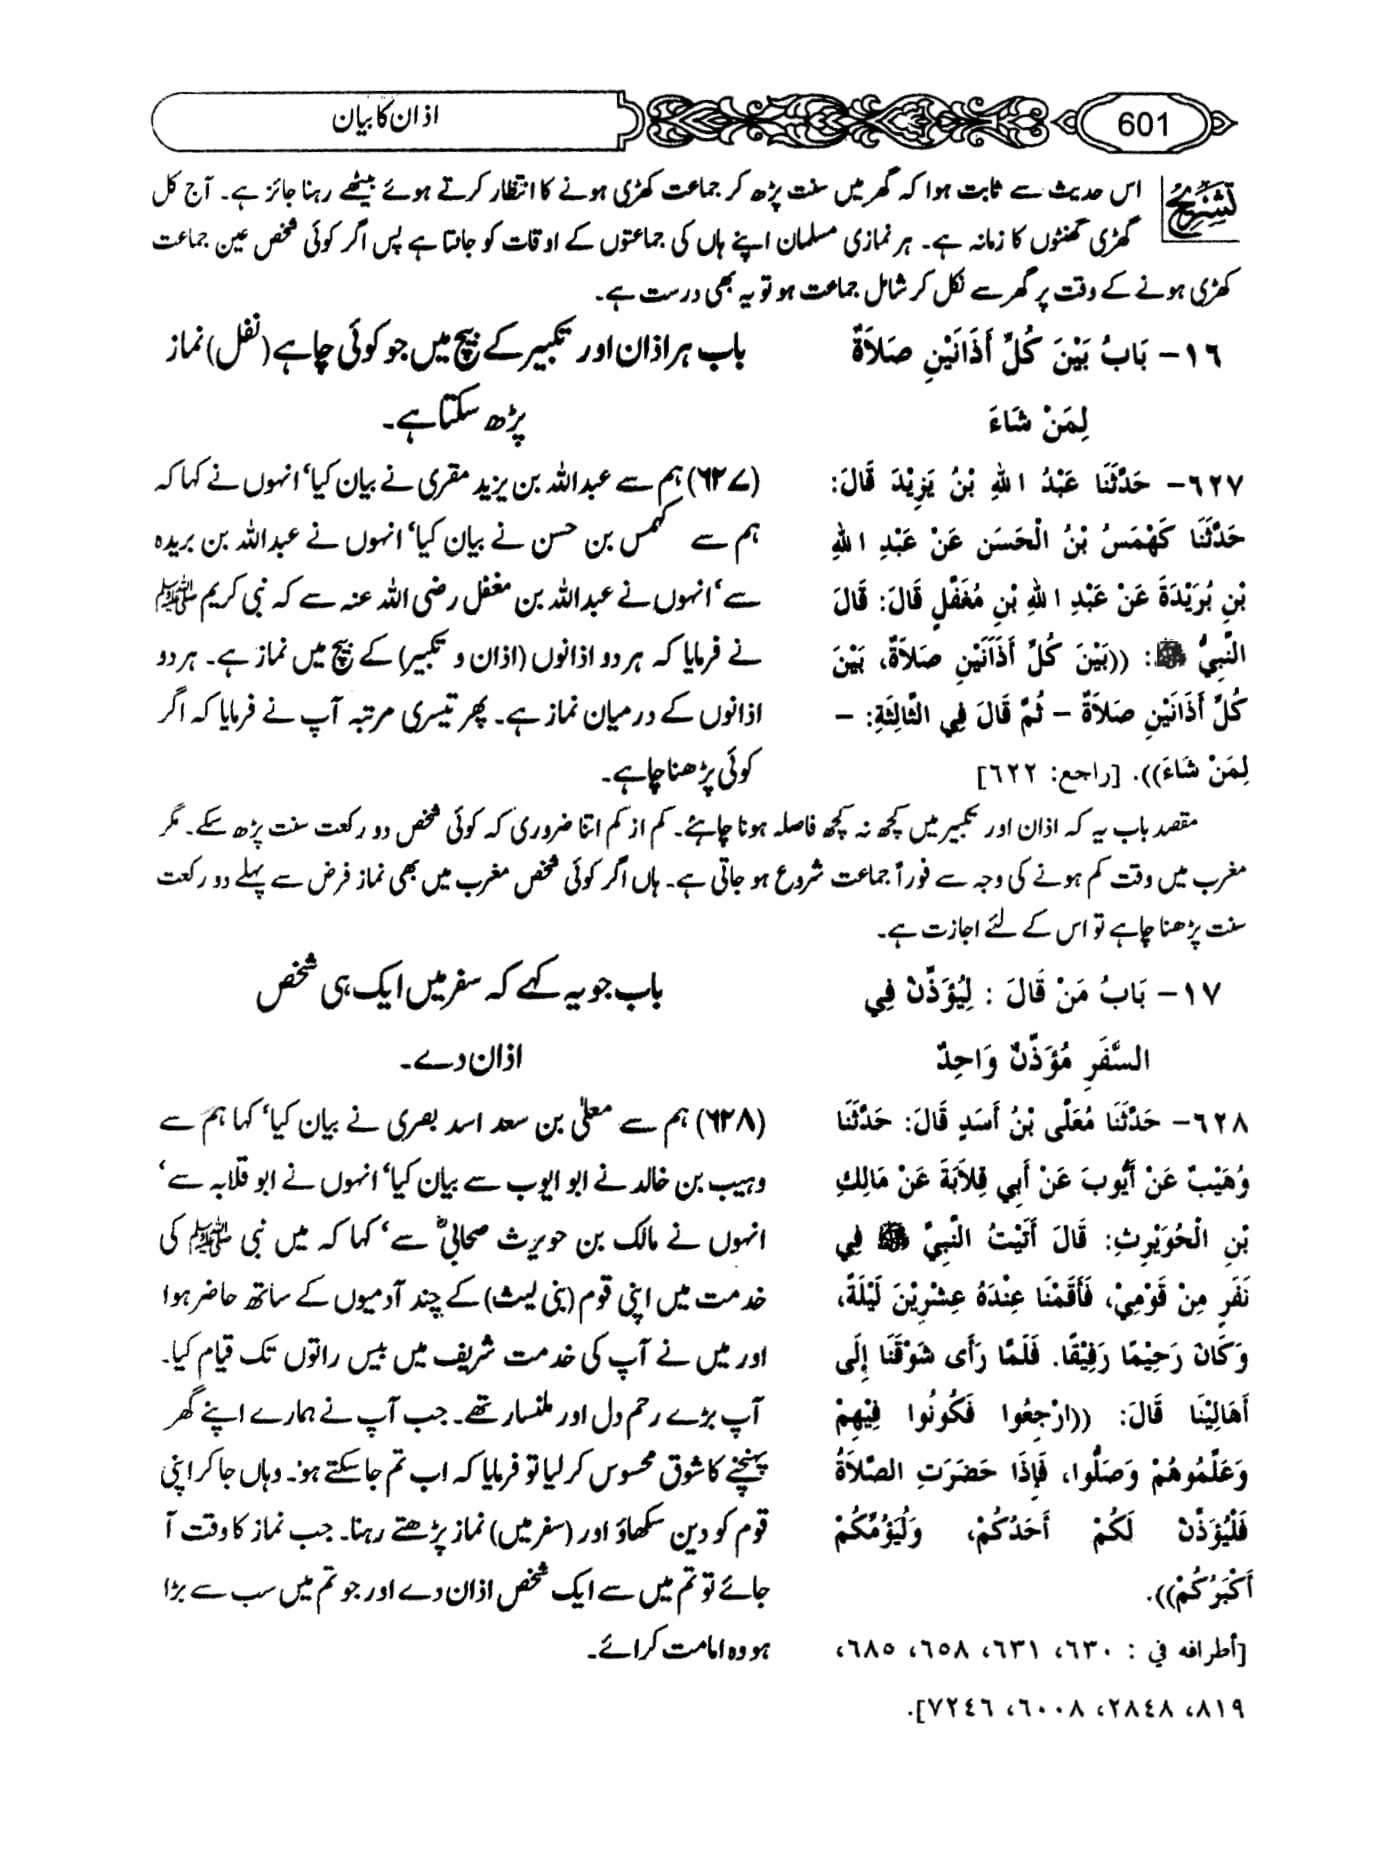 601
اذان کا بیان
تشریح
اس حدیث سے ثابت ہوا کہ گھر میں سنت پڑھ کر جماعت کھڑی ہونے کا انتظار کرتے ہوئے بیٹھے رہنا جائز ہے۔ آج کل
گھڑی گھنٹوں کا زمانہ ہے۔ ہر نمازی مسلمان اپنے ہاں کی جماعتوں کے اوقات کو جانتا ہے پس اگر کوئی شخص عین جماعت
کھڑی ہونے کے وقت پر گھر سے نکل کر شامل جماعت ہو تو یہ بھی درست ہے۔
١٦- بَابُ بَيْنَ كُلِّ أَذَانَيْنِ صَلاَةٌ
لِمَنْ شَاءَ
باب ہر اذان اور تکبیر کے بیچ میں جو کوئی چاہے (نفل) نماز
پڑھ سکتا ہے۔
٦٢٧- حَدَّثَنَا عَبْدُ اللهِ بْنُ يَزِيْدَ قَالَ:
حَدَّثَنَا كَهْمَسُ بْنُ الْحَسَنِ عَنْ عَبْدِ اللهِ
بْنِ بُرَيْدَةَ عَنْ عَبْدِ اللهِ بْنِ مُغَفَّلٍ قَالَ: قَالَ
النَّبِيُّ ﷺ: ((بَيْنَ كُلِّ أَذَانَيْنِ صَلاَةٌ، بَيْنَ
كُلِّ أَذَانَيْنِ صَلاَةٌ - ثُمَّ قَالَ فِي الثَّالِثَةِ: -
لِمَنْ شَاءَ)). [راجع: ٦٢٢]
(۶۲۷) ہم سے عبداللہ بن یزید مقری نے بیان کیا، انہوں نے کہا کہ
ہم سے کہمس بن حسن نے بیان کیا، انہوں نے عبداللہ بن بریدہ
سے، انہوں نے عبداللہ بن مغفل رضی اللہ عنہ سے کہ نبی کریم ﷺ
نے فرمایا کہ ہر دو اذانوں (اذان و تکبیر) کے بیچ میں نماز ہے۔ ہر دو
اذانوں کے درمیان نماز ہے۔ پھر تیسری مرتبہ آپ نے فرمایا کہ اگر
کوئی پڑھنا چاہے۔
مقصد باب یہ کہ اذان اور تکبیر میں کچھ نہ کچھ فاصلہ ہونا چاہئے۔ کم از کم اتنا ضروری کہ کوئی شخص دو رکعت سنت پڑھ سکے۔ مگر
مغرب میں وقت کم ہونے کی وجہ سے فوراً جماعت شروع ہو جاتی ہے۔ ہاں اگر کوئی شخص مغرب میں بھی نماز فرض سے پہلے دو رکعت
سنت پڑھنا چاہے تو اس کے لئے اجازت ہے۔
١٧- بَابُ مَنْ قَالَ : لِيُؤَذِّنْ فِي
السَّفَرِ مُؤَذِّنٌ وَاحِدٌ
باب جو یہ کہے کہ سفر میں ایک ہی شخص
اذان دے۔
٦٢٨- حَدَّثَنَا مُعَلَّى بْنُ أَسَدٍ قَالَ: حَدَّثَنَا
وُهَيْبٌ عَنْ أَيُّوبَ عَنْ أَبِي قِلاَبَةَ عَنْ مَالِكِ
بْنِ الْحُوَيْرِثِ: قَالَ أَتَيْتُ النَّبِيَّ ﷺ فِي
نَفَرٍ مِنْ قَوْمِيْ، فَأَقَمْنَا عِنْدَهُ عِشْرِيْنَ لَيْلَةً،
وَكَانَ رَحِيْمًا رَفِيْقًا. فَلَمَّا رَأَى شَوْقَنَا إِلَى
أَهَالِيْنَا قَالَ: ((ارْجِعُوا فَكُونُوا فِيْهِمْ
وَعَلِّمُوهُمْ وَصَلُّوا، فَإِذَا حَضَرَتِ الصَّلاَةُ
فَلْيُؤَذِّنْ لَكُمْ أَحَدُكُمْ، وَلْيَؤُمَّكُمْ
أَكْبَرُكُمْ)).
[أطرافه في : ٦٣٠، ٦٣١، ٦٥٨، ٦٨٥،
٨١٩، ٢٨٤٨، ٦٠٠٨، ٧٢٤٦].
(۶۲۸) ہم سے معلیٰ بن سعد اسد بصری نے بیان کیا، کہا ہم سے
وہیب بن خالد نے ابو ایوب سے بیان کیا، انہوں نے ابو قلابہ سے،
انہوں نے مالک بن حویرث صحابیؓ سے، کہا کہ میں نبی ﷺ کی
خدمت میں اپنی قوم (بنی لیث) کے چند آدمیوں کے ساتھ حاضر ہوا
اور میں نے آپ کی خدمت شریف میں بیس راتوں تک قیام کیا۔
آپ بڑے رحم دل اور ملنسار تھے۔ جب آپ نے ہمارے اپنے گھر
پہنچنے کا شوق محسوس کر لیا تو فرمایا کہ اب تم جا سکتے ہو۔ وہاں جا کر اپنی
قوم کو دین سکھاؤ اور (سفر میں) نماز پڑھتے رہنا۔ جب نماز کا وقت آ
جائے تو تم میں سے ایک شخص اذان دے اور جو تم میں سب سے بڑا
ہو وہ امامت کرائے۔